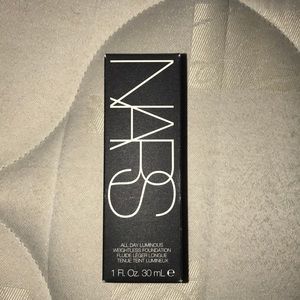 NARS
ALL DAY LUMINOUS
WEIGHTLESS FOUNDATION
FLUIDE LÉGER LONGUE
TENUE TEINT LUMINEUX
1 Fl. Oz. 30 mL ℮